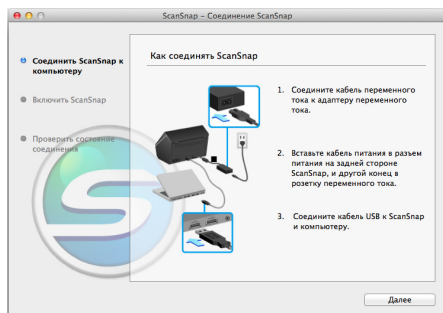 ScanSnap – Соединение ScanSnap
Соединить ScanSnap к
компьютеру
Включить ScanSnap
Проверить состояние
соединения
Как соединять ScanSnap
1. Соедините кабель переменного
тока к адаптеру переменного
тока.
2. Вставьте кабель питания в разъем
питания на задней стороне
ScanSnap, и другой конец в
розетку переменного тока.
3. Соедините кабель USB к ScanSnap
и компьютеру.
Далее